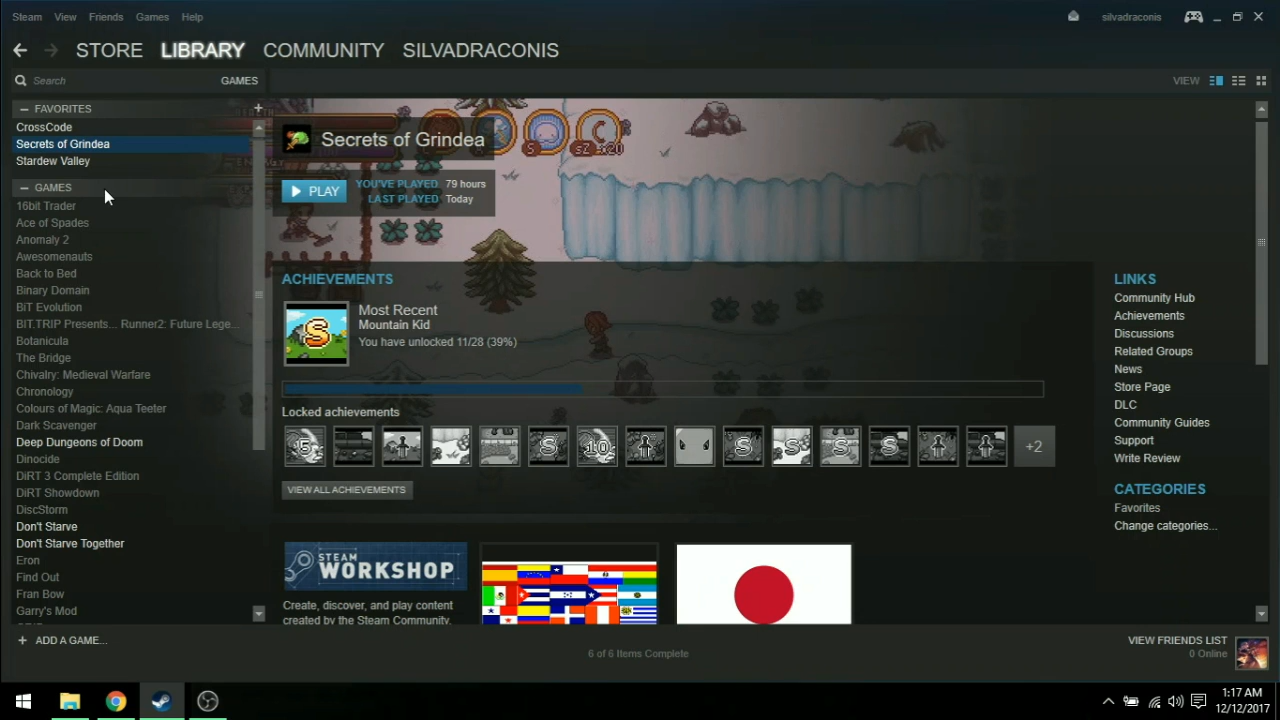 Steam View Friends Games Help
silvadraconis
STORE LIBRARY COMMUNITY SILVADRACONIS
Search GAMES
VIEW
— FAVORITES +
CrossCode
Secrets of Grindea
Stardew Valley
— GAMES
16bit Trader
Ace of Spades
Anomaly 2
Awesomenauts
Back to Bed
Binary Domain
BiT Evolution
BIT.TRIP Presents... Runner2: Future Lege...
Botanicula
The Bridge
Chivalry: Medieval Warfare
Chronology
Colours of Magic: Aqua Teeter
Dark Scavenger
Deep Dungeons of Doom
Dinocide
DiRT 3 Complete Edition
DiRT Showdown
DiscStorm
Don't Starve
Don't Starve Together
Eron
Find Out
Fran Bow
Garry's Mod
+ ADD A GAME...
Secrets of Grindea
PLAY
YOU'VE PLAYED 79 hours
LAST PLAYED Today
ACHIEVEMENTS
Most Recent
Mountain Kid
You have unlocked 11/28 (39%)
Locked achievements
+2
VIEW ALL ACHIEVEMENTS
STEAM
WORKSHOP
Create, discover, and play content
created by the Steam Community.
LINKS
Community Hub
Achievements
Discussions
Related Groups
News
Store Page
DLC
Community Guides
Support
Write Review
CATEGORIES
Favorites
Change categories...
6 of 6 Items Complete
VIEW FRIENDS LIST
0 Online
1:17 AM
12/12/2017